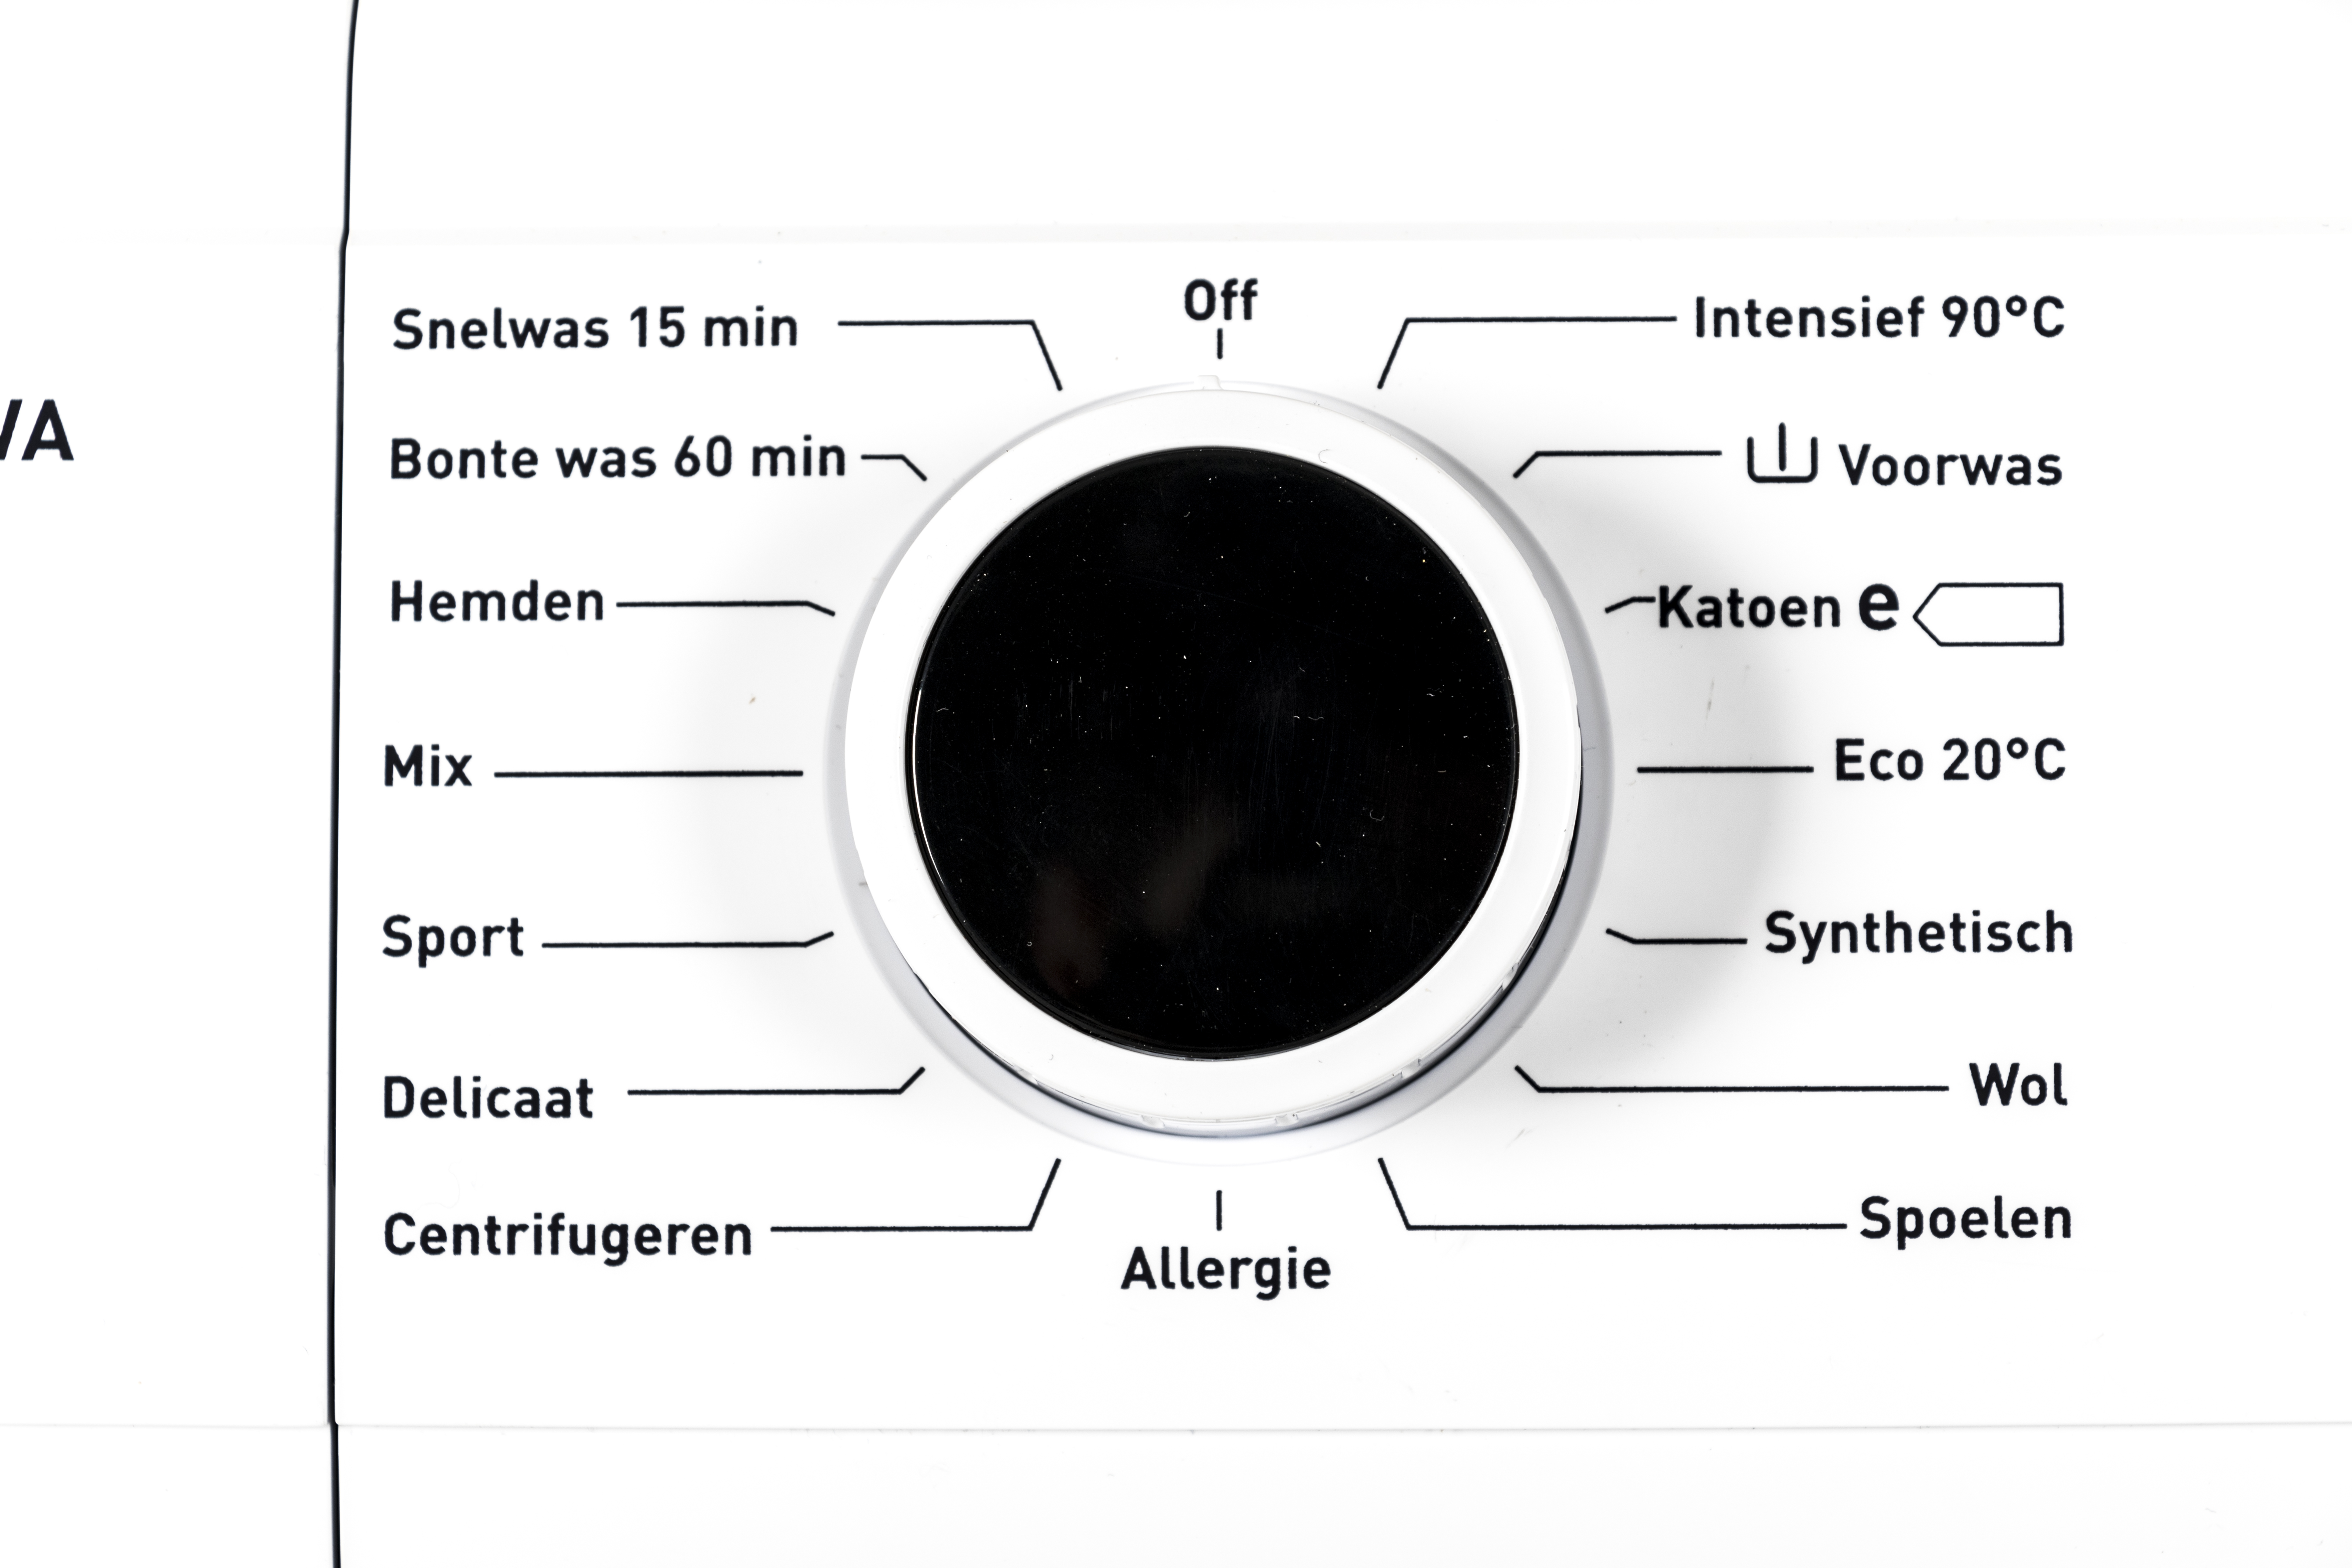 VA
Off
Snelwas 15 min
Bonte was 60 min
Hemden
Mix
Sport
Delicaat
Centrifugeren
Allergie
Intensief 90°C
Voorwas
Katoen e
Eco 20°C
Synthetisch
Wol
Spoelen